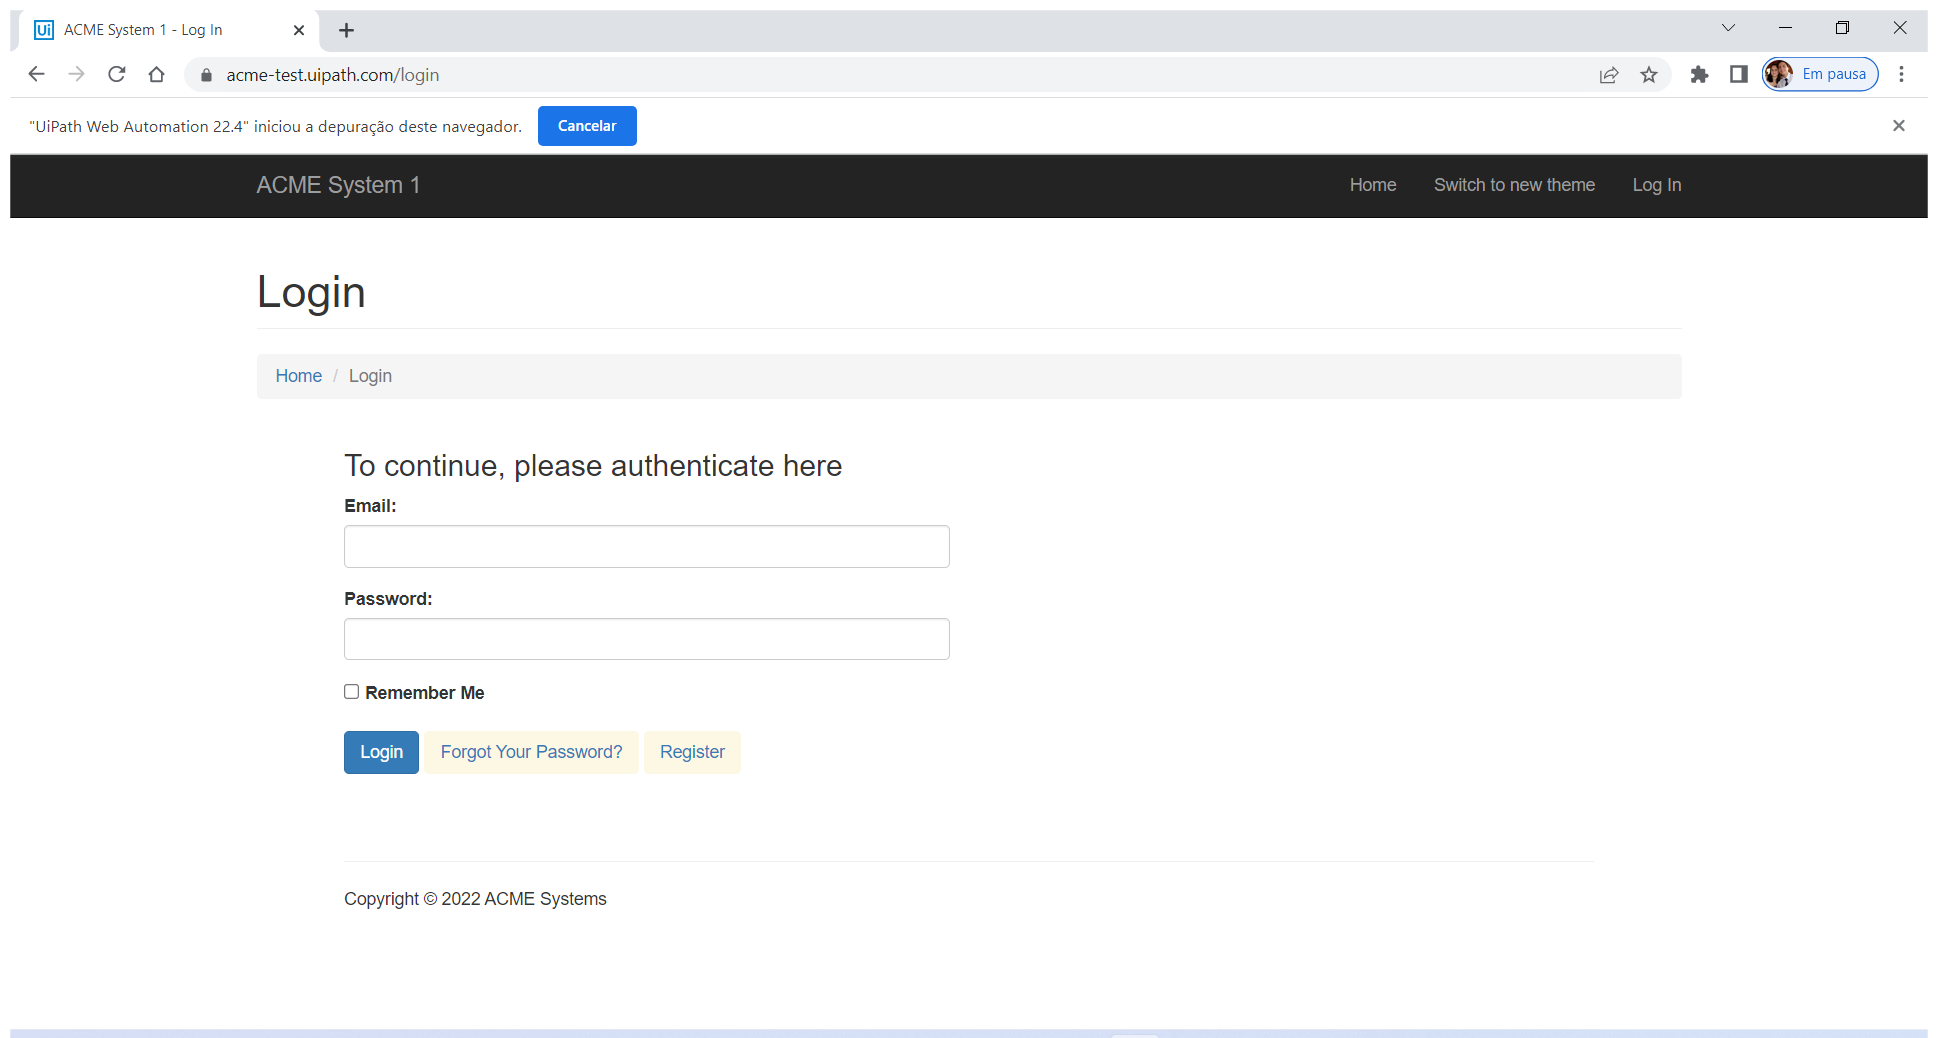 ACME System 1 - Log In
acme-test.uipath.com/login
Em pausa
"UiPath Web Automation 22.4" iniciou a depuração deste navegador.
Cancelar
ACME System 1
Home
Switch to new theme
Log In
Login
Home / Login
To continue, please authenticate here
Email:
Password:
Remember Me
Login
Forgot Your Password?
Register
Copyright © 2022 ACME Systems